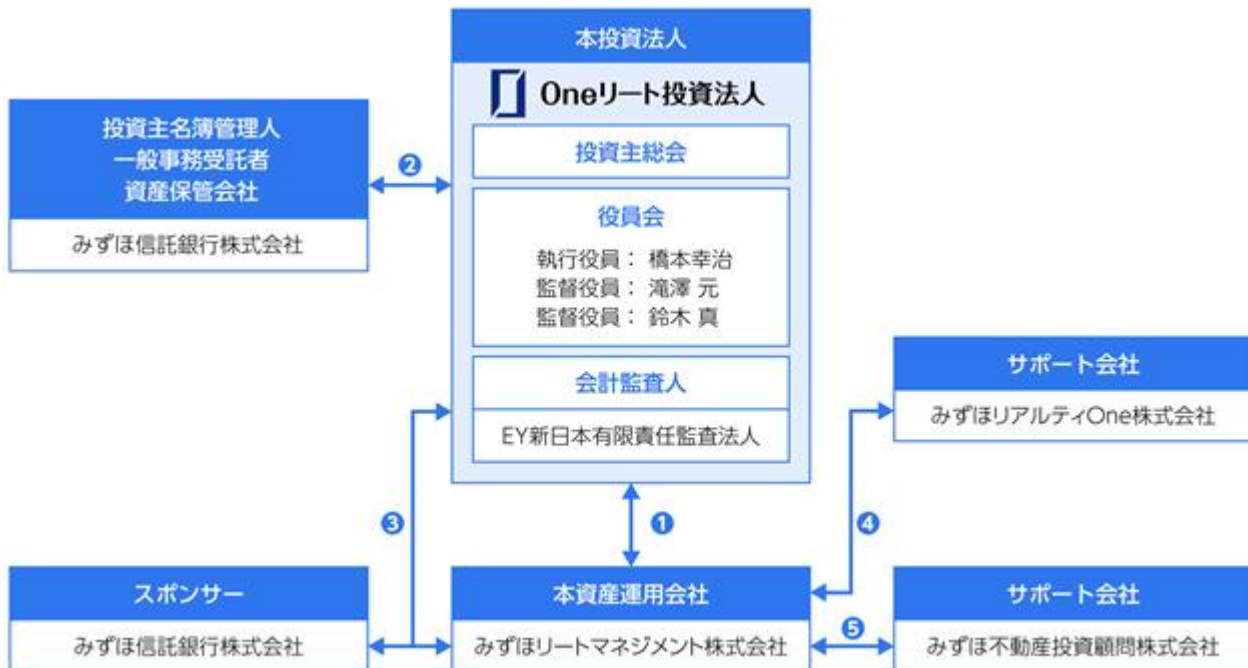 本投資法人
Oneリート投資法人
投資主総会
役員会
執行役員： 橋本幸治
監督役員： 滝澤 元
監督役員： 鈴木 真
会計監査人
EY新日本有限責任監査法人
投資主名簿管理人
一般事務受託者
資産保管会社
みずほ信託銀行株式会社
❷
❸
❶
❹
サポート会社
みずほリアルティOne株式会社
スポンサー
みずほ信託銀行株式会社
本資産運用会社
みずほリートマネジメント株式会社
❺
サポート会社
みずほ不動産投資顧問株式会社